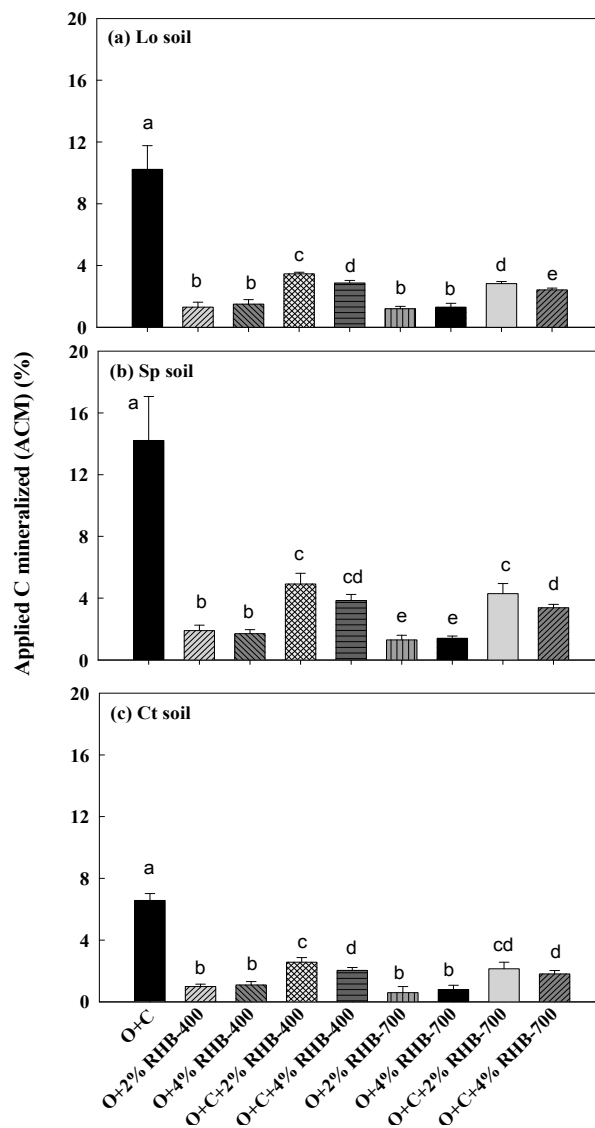 Applied C mineralized (ACM) (%)
(a) Lo soil
20
16
12
8
4
0
a
b
b
c
d
b
b
d
e
(b) Sp soil
20
16
12
8
4
0
a
b
b
c
cd
e
e
c
d
(c) Ct soil
20
16
12
8
4
0
a
b
b
c
d
b
b
cd
d
O+C
O+2% RHB-400
O+4% RHB-400
O+C+2% RHB-400
O+C+4% RHB-400
O+2% RHB-700
O+4% RHB-700
O+C+2% RHB-700
O+C+4% RHB-700